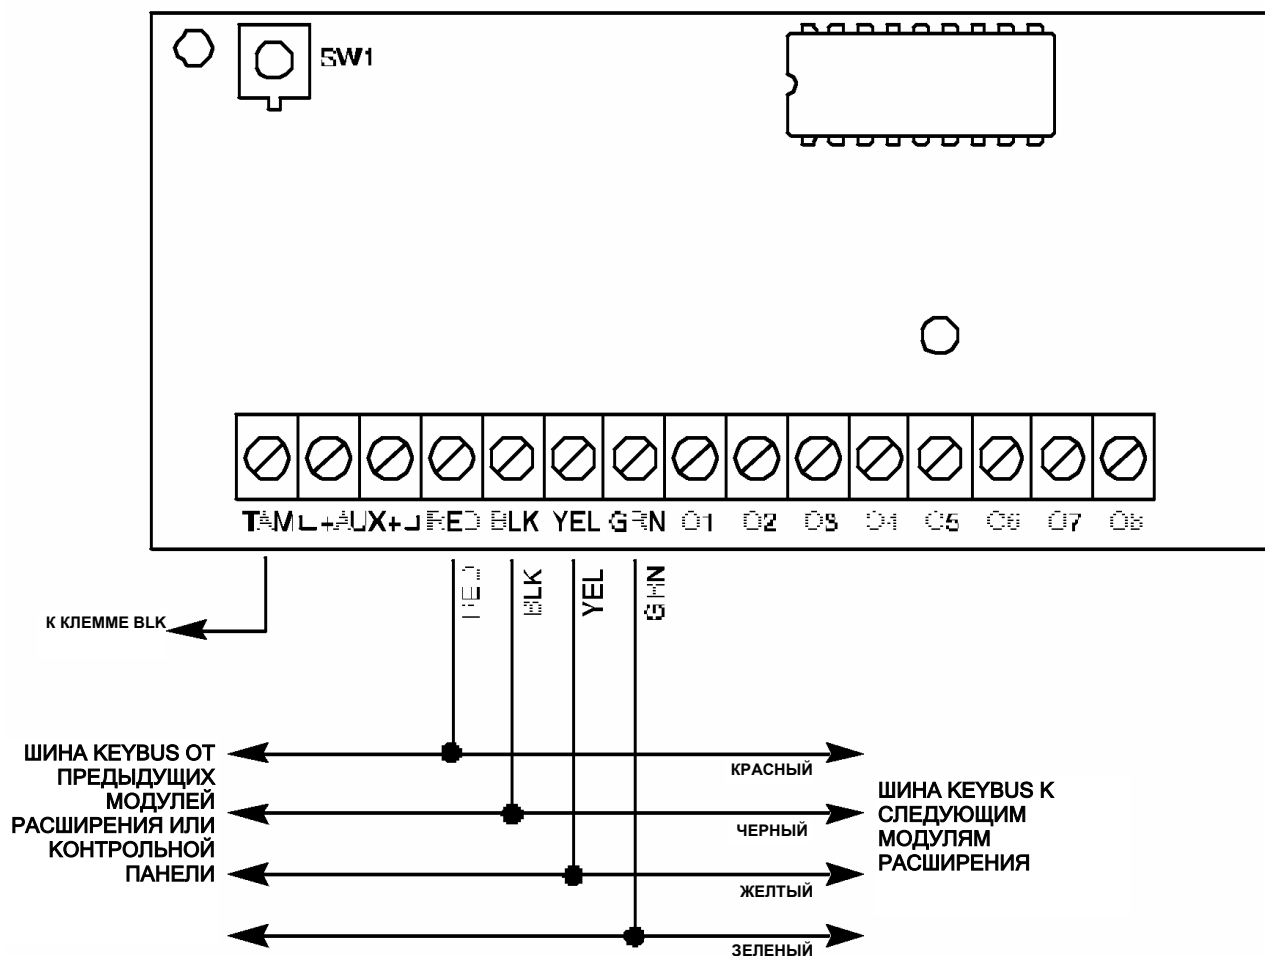 SW1
TAM AUX+ RED BLK YEL GRN O1 O2 O3 O4 O5 O6 O7 O8
RED
BLK
YEL
GRN
К КЛЕММЕ BLK
ШИНА KEYBUS ОТ
ПРЕДЫДУЩИХ
МОДУЛЕЙ
РАСШИРЕНИЯ ИЛИ
КОНТРОЛЬНОЙ
ПАНЕЛИ
КРАСНЫЙ
ЧЕРНЫЙ
ЖЕЛТЫЙ
ЗЕЛЕНЫЙ
ШИНА KEYBUS К
СЛЕДУЮЩИМ
МОДУЛЯМ
РАСШИРЕНИЯ